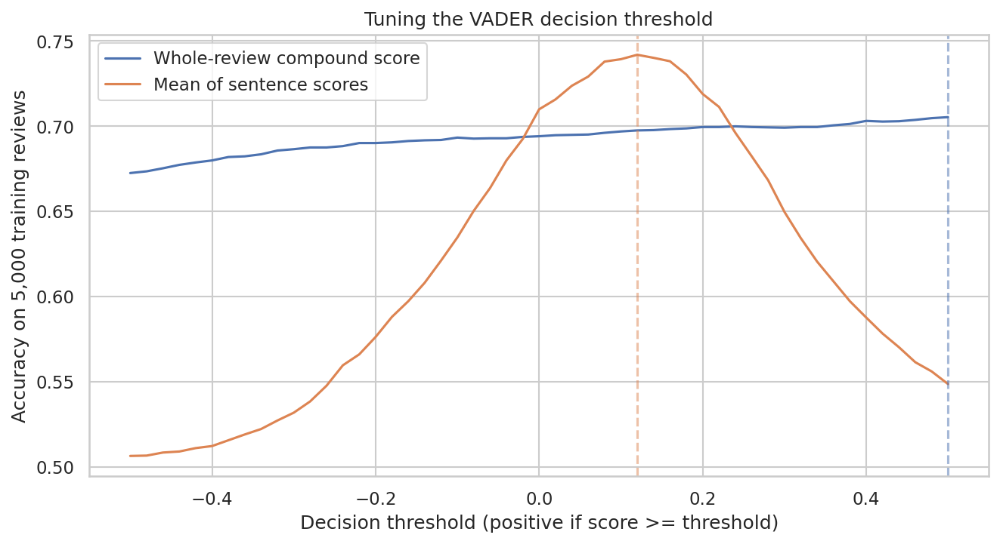 Tuning the VADER decision threshold
Whole-review compound score
Mean of sentence scores
Accuracy on 5,000 training reviews
0.75
0.70
0.65
0.60
0.55
0.50
−0.4
−0.2
0.0
0.2
0.4
Decision threshold (positive if score >= threshold)